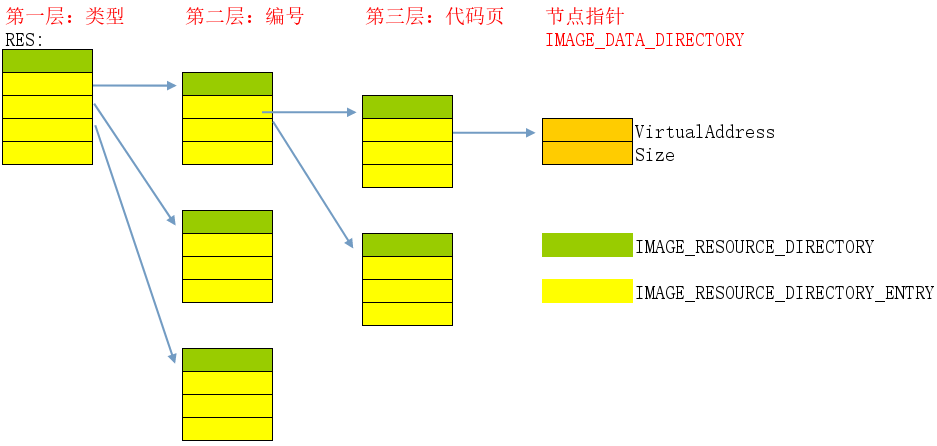 第一层：类型
第二层：编号
第三层：代码页
节点指针
RES:
IMAGE_DATA_DIRECTORY
VirtualAddress
Size
IMAGE_RESOURCE_DIRECTORY
IMAGE_RESOURCE_DIRECTORY_ENTRY